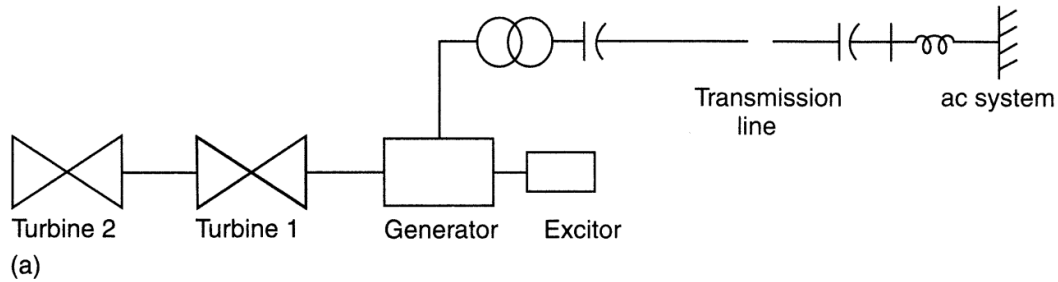 Transmission
line
ac system
Turbine 2
Turbine 1
Generator
Excitor
(a)